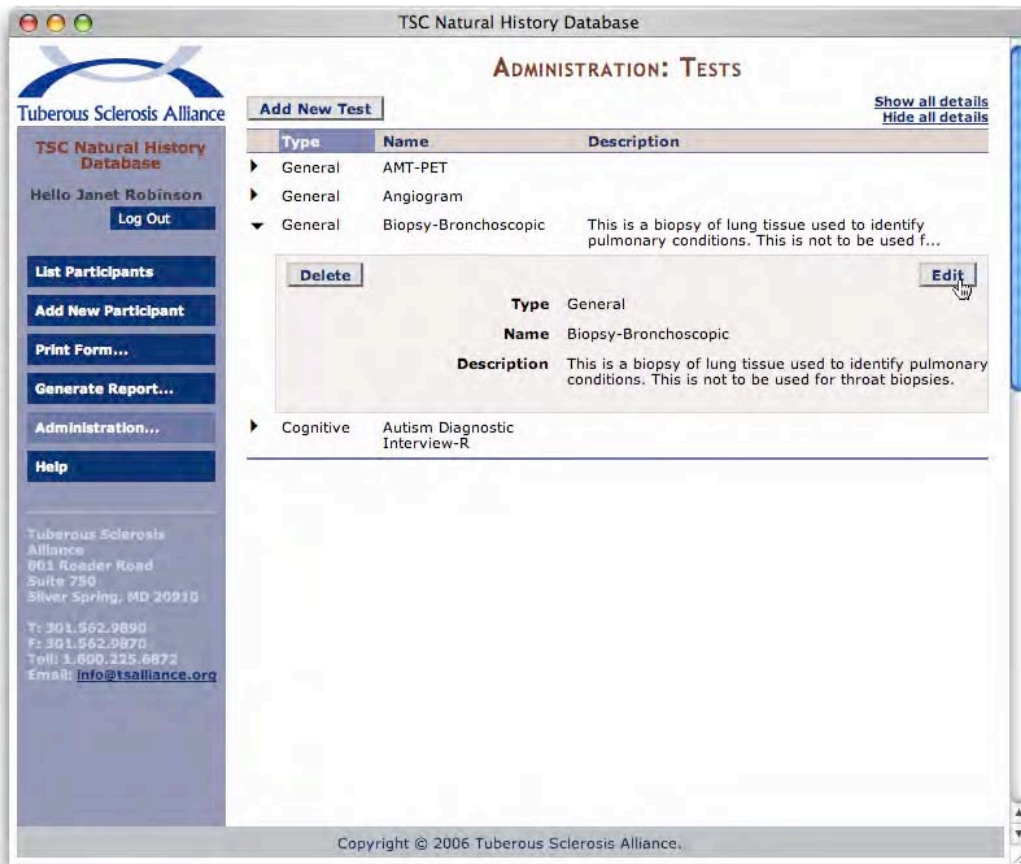 TSC Natural History Database
Tuberous Sclerosis Alliance
TSC Natural History
Database
Hello Janet Robinson
Log Out
List Participants
Add New Participant
Print Form...
Generate Report...
Administration...
Help
Tuberous Sclerosis
Alliance
801 Roeder Road
Suite 750
Silver Spring, MD 20910
T: 301.562.9890
F: 301.562.9870
Toll: 1.800.225.6872
Email: info@tsalliance.org
Administration: Tests
Add New Test
Show all details
Hide all details
Type Name Description
General AMT-PET
General Angiogram
General Biopsy-Bronchoscopic This is a biopsy of lung tissue used to identify
pulmonary conditions. This is not to be used f...
Delete Edit
Type General
Name Biopsy-Bronchoscopic
Description This is a biopsy of lung tissue used to identify pulmonary
conditions. This is not to be used for throat biopsies.
Cognitive Autism Diagnostic
Interview-R
Copyright © 2006 Tuberous Sclerosis Alliance.